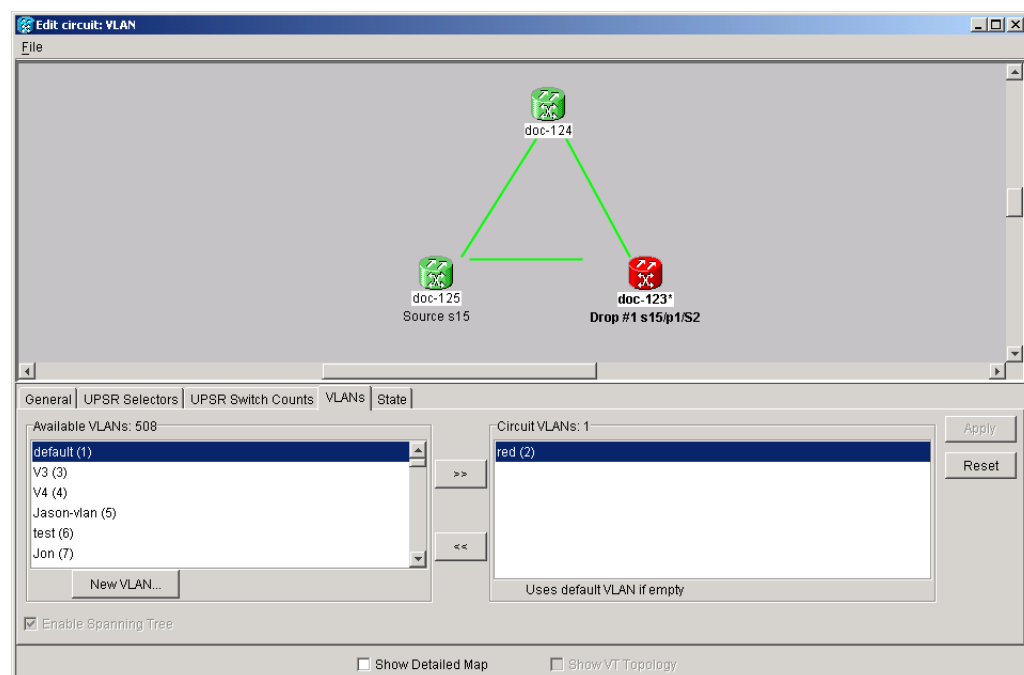 Edit circuit: VLAN
File
doc-124
doc-125
Source s15
doc-123*
Drop #1 s15/p1/S2
General UPSR Selectors UPSR Switch Counts VLANs State
Available VLANs: 508
default (1)
V3 (3)
V4 (4)
Jason-vlan (5)
test (6)
Jon (7)
New VLAN...
>>
<<
Circuit VLANs: 1
red (2)
Uses default VLAN if empty
Apply
Reset
Enable Spanning Tree
Show Detailed Map Show VT Topology